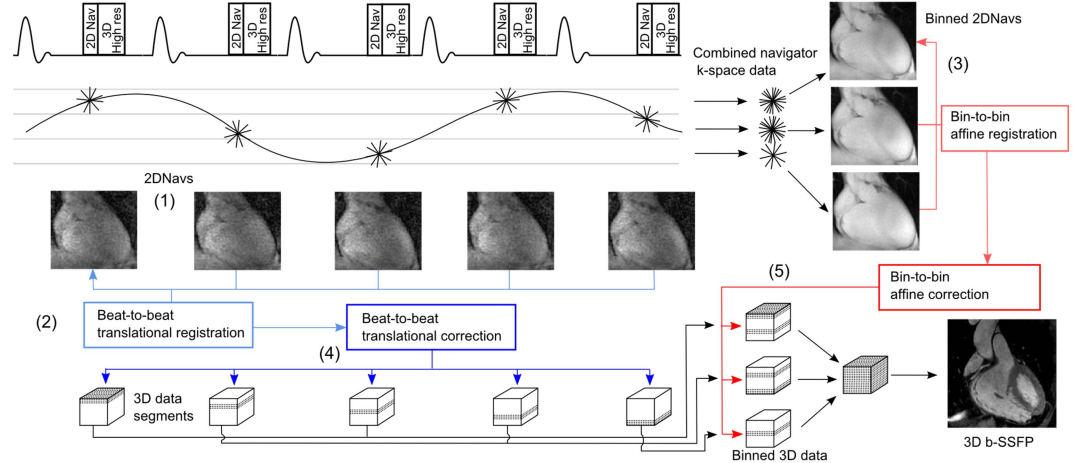 2D Nav
3D
High res
2D Nav
3D
High res
2D Nav
3D
High res
2D Nav
3D
High res
2D Nav
3D
High res
Binned 2DNavs
Combined navigator
k-space data
(3)
Bin-to-bin
affine registration
2DNavs
(1)
(2)
Beat-to-beat
translational registration
Beat-to-beat
translational correction
(4)
(5)
Bin-to-bin
affine correction
3D data
segments
Binned 3D data
3D b-SSFP